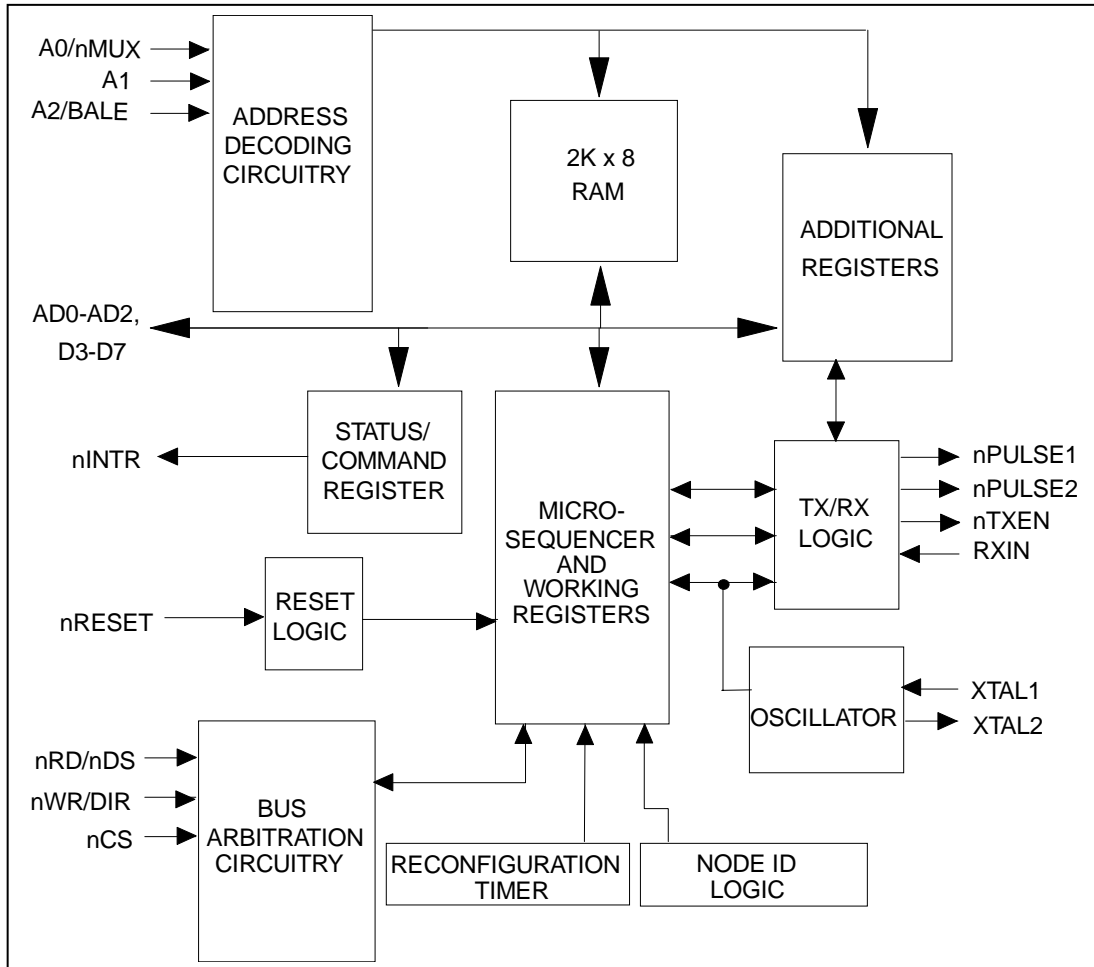 A0/nMUX
A1
A2/BALE
ADDRESS
DECODING
CIRCUITRY
2K x 8
RAM
ADDITIONAL
REGISTERS
AD0-AD2,
D3-D7
nINTR
STATUS/
COMMAND
REGISTER
MICRO-
SEQUENCER
AND
WORKING
REGISTERS
TX/RX
LOGIC
nPULSE1
nPULSE2
nTXEN
RXIN
nRESET
RESET
LOGIC
OSCILLATOR
XTAL1
XTAL2
nRD/nDS
nWR/DIR
nCS
BUS
ARBITRATION
CIRCUITRY
RECONFIGURATION
TIMER
NODE ID
LOGIC